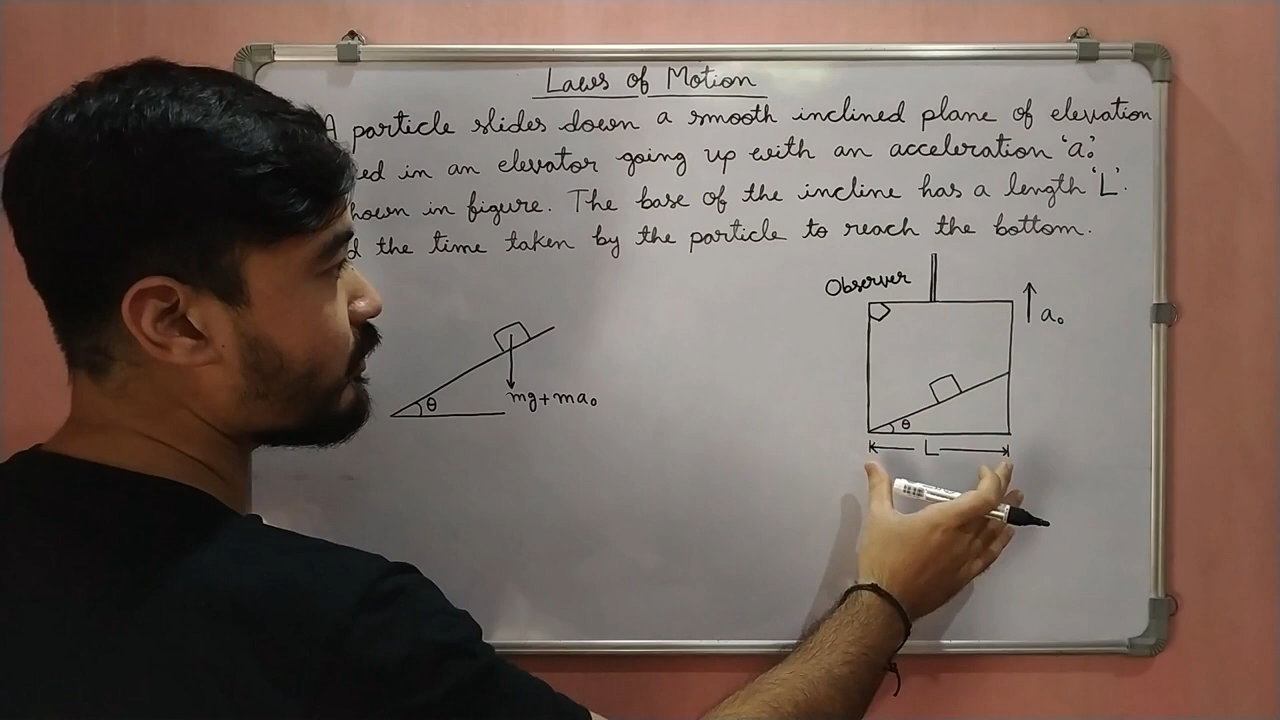 Laws of Motion
A particle slides down a smooth inclined plane of elevation
ed in an elevator going up with an acceleration 'a₀'
hown in figure. The base of the incline has a length 'L'.
d the time taken by the particle to reach the bottom.
Observer
a₀
mg+ma₀
θ
θ
L